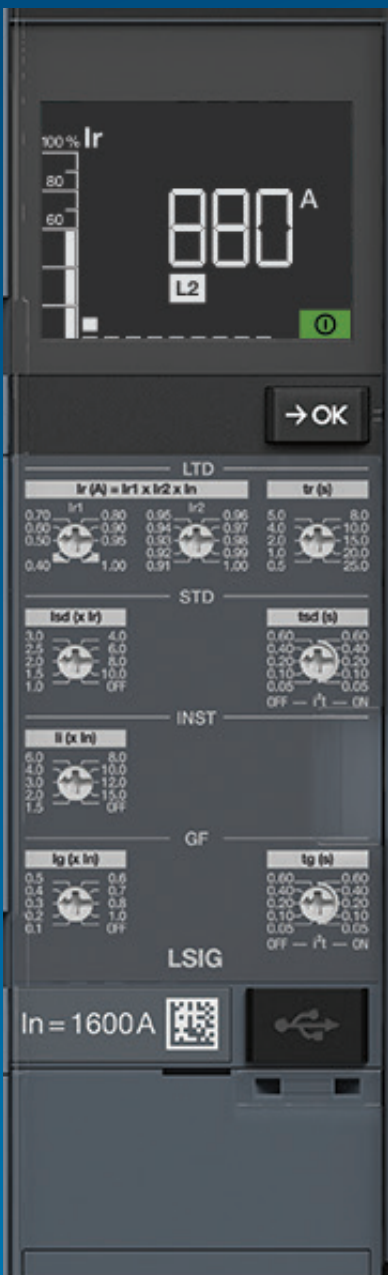 100 % Ir
80
60
880 A
L2
→OK
LTD
Ir (A) = Ir1 x Ir2 x In
tr (s)
Ir1
Ir2
0.70 0.80 0.95 0.96 5.0 8.0
0.60 0.90 0.94 0.97 4.0 10.0
0.50 0.95 0.93 0.98 2.0 15.0
0.92 0.99 1.0 20.0
0.40 1.00 0.91 1.00 0.5 25.0
STD
Isd (x Ir)
tsd (s)
3.0 4.0 0.60 0.60
2.5 6.0 0.40 0.40
2.0 8.0 0.20 0.20
1.5 10.0 0.10 0.10
1.0 OFF 0.05 0.05
OFF — i²t — ON
INST
Ii (x In)
6.0 8.0
4.0 10.0
3.0 12.0
2.0 15.0
1.5 OFF
GF
Ig (x In)
tg (s)
0.5 0.6 0.60 0.60
0.4 0.7 0.40 0.40
0.3 0.8 0.20 0.20
0.2 1.0 0.10 0.10
0.1 OFF 0.05 0.05
OFF — i²t — ON
LSIG
In = 1600A